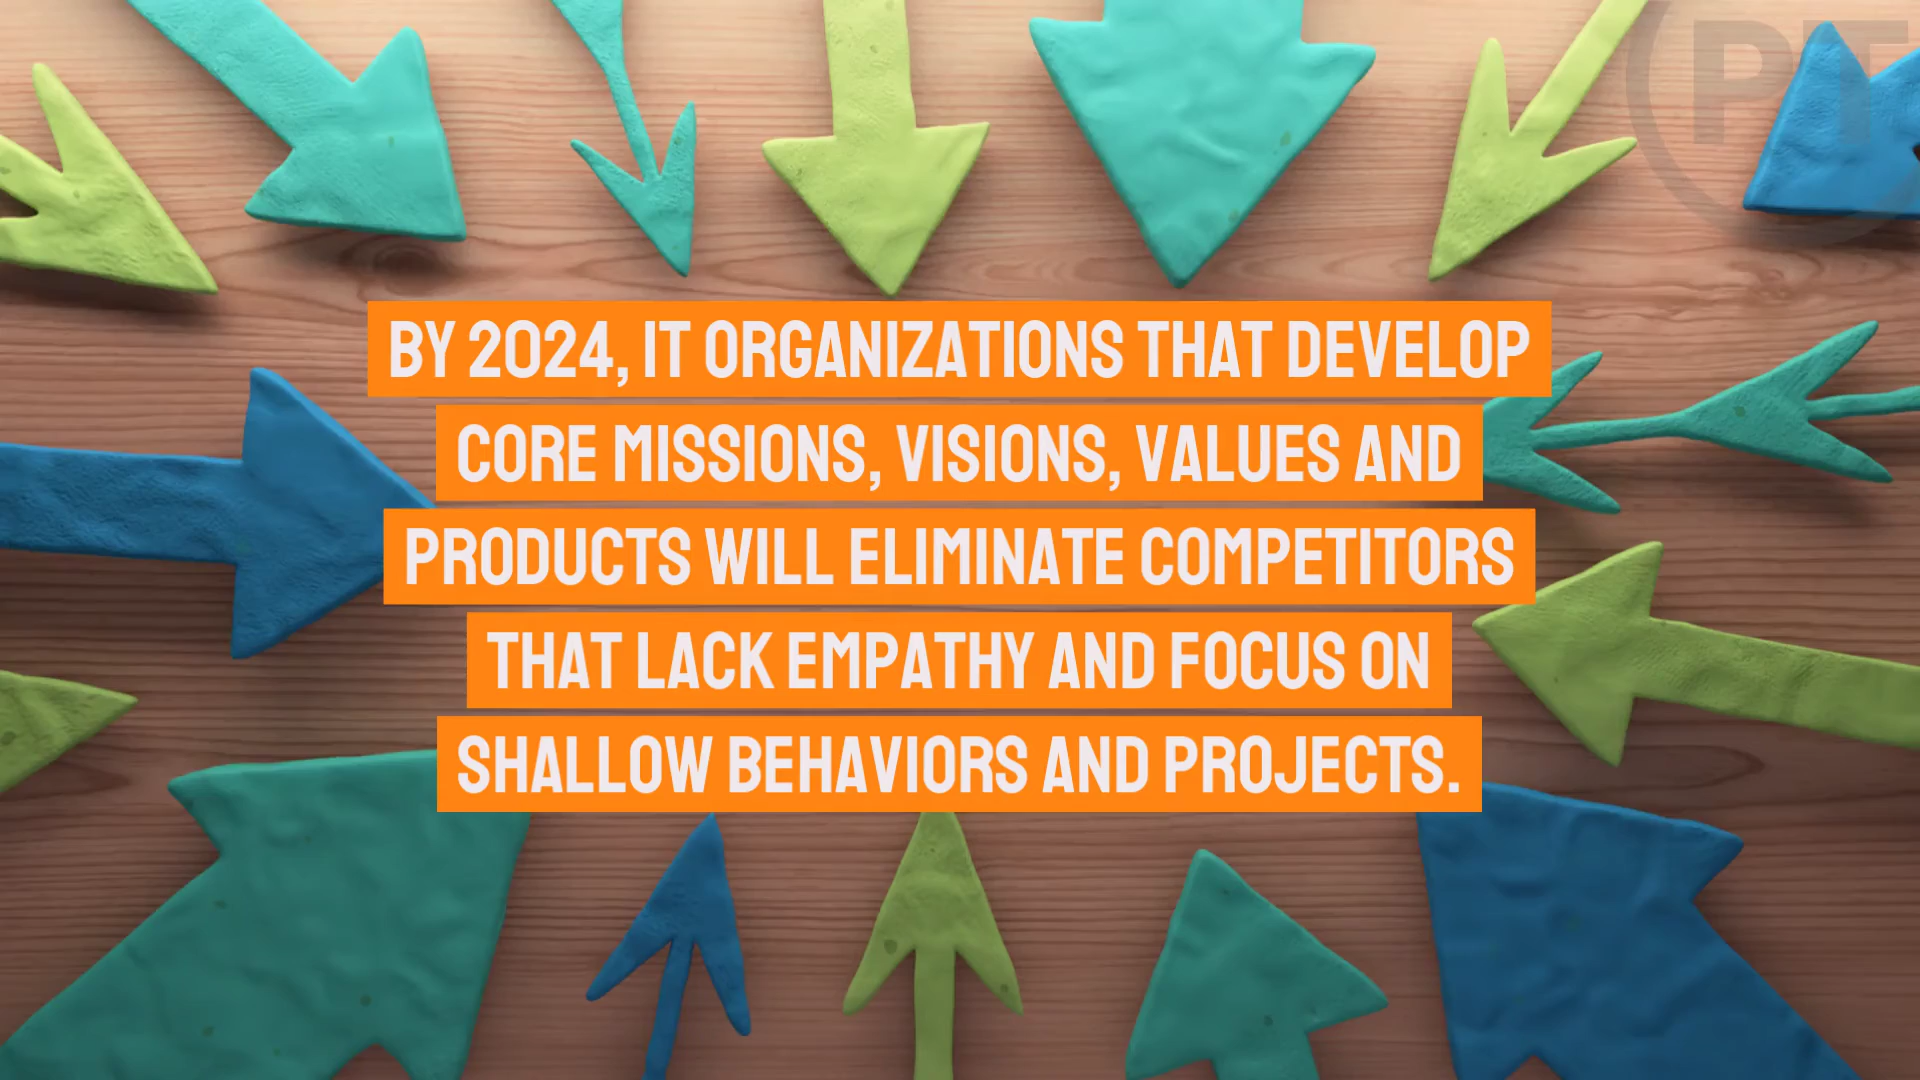 PT
BY 2024, IT ORGANIZATIONS THAT DEVELOP
CORE MISSIONS, VISIONS, VALUES AND
PRODUCTS WILL ELIMINATE COMPETITORS
THAT LACK EMPATHY AND FOCUS ON
SHALLOW BEHAVIORS AND PROJECTS.